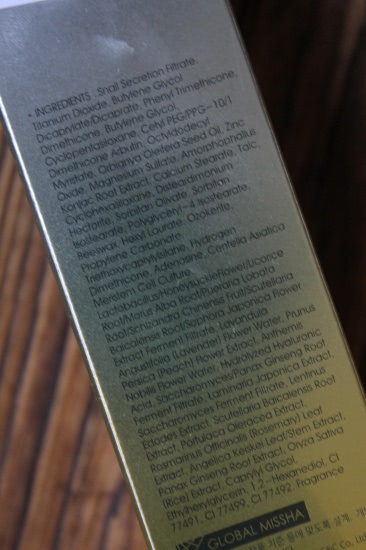 • INGREDIENTS : Snail Secretion Filtrate,
Titanium Dioxide, Butylene Glycol
Dicaprylate/Dicaprate, Phenyl Trimethicone,
Dimethicone, Butylene Glycol,
Cyclopentasiloxane, Cetyl PEG/PPG-10/1
Dimethicone Arbutin, Octyldodecyl
Myristate, Orbignya Oleifera Seed Oil, Zinc
Oxide, Magnesium Sulfate, Amorphophallus
Konjac Root Extract, Calcium Stearate, Talc,
Cyclohexasiloxane, Disteardimonium
Hectorite, Sorbitan Olivate, Sorbitan
Isostearate, Polyglyceryl-4 Isostearate,
Beeswax, Hexyl Laurate, Ozokerite,
Propylene Carbonate,
Triethoxycaprylylsilane, Hydrogen
Dimethicone, Adenosine, Centella Asiatica
Meristem Cell Culture,
Lactobacillus/Honeysuckle Flower/Licorice
Root/Morus Alba Root/Pueraria Lobata
Root/Schizandra Chinensis Fruit/Scutellaria
Baicalensis Root/Sophora Japonica Flower
Extract Ferment Filtrate, Lavandula
Angustifolia (Lavender) Flower Water, Prunus
Persica (Peach) Flower Extract, Anthemis
Nobilis Flower Water, Hydrolyzed Hyaluronic
Acid, Saccharomyces/Panax Ginseng Root
Ferment Filtrate, Laminaria Japonica Extract,
Saccharomyces Ferment Filtrate, Lentinus
Edodes Extract, Scutellaria Baicalensis Root
Extract, Portulaca Oleracea Extract,
Rosmarinus Officinalis (Rosemary) Leaf
Extract, Angelica Keiskei Leaf/Stem Extract,
Panax Ginseng Root Extract, Oryza Sativa
(Rice) Extract, Caprylyl Glycol,
Ethylhexylglycerin, 1,2-Hexanediol, CI
77491, CI 77499, CI 77492, Fragrance
GLOBAL MISSHA
Co., Ltd